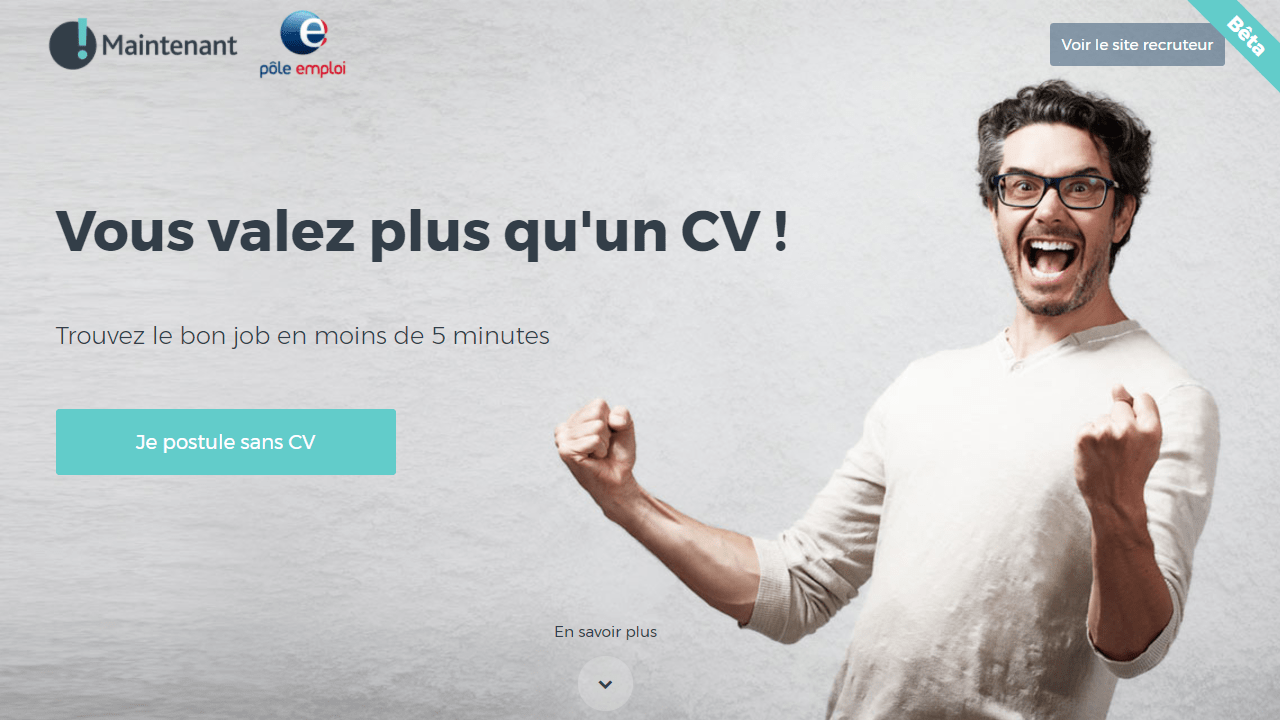 ! Maintenant
e
pôle emploi
Voir le site recruteur
Bêta
Vous valez plus qu'un CV !
Trouvez le bon job en moins de 5 minutes
Je postule sans CV
En savoir plus